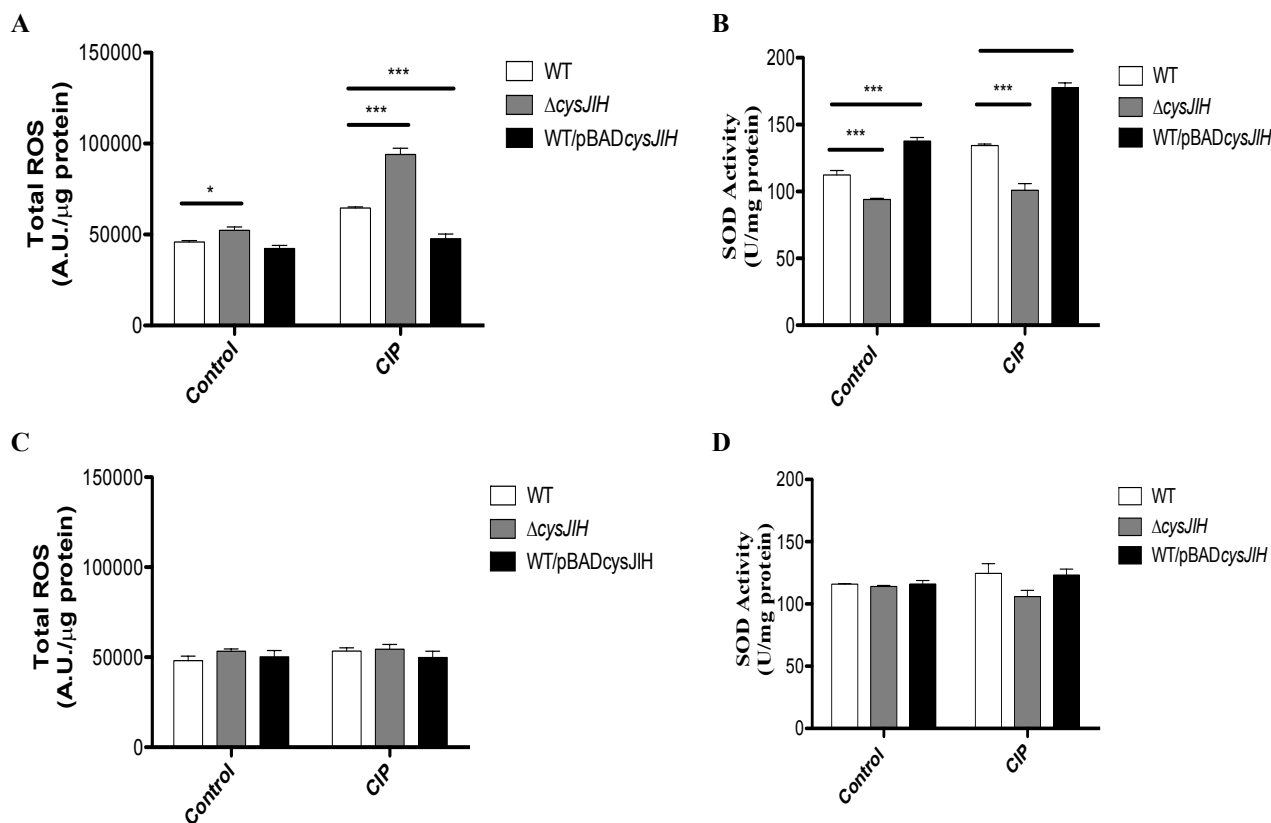 A
Total ROS
(A.U./μg protein)
150000
100000
50000
0
*
***
***
Control
CIP
WT
ΔcysJIH
WT/pBADcysJIH
B
SOD Activity
(U/mg protein)
200
150
100
50
0
***
***
***
Control
CIP
WT
ΔcysJIH
WT/pBADcysJIH
C
Total ROS
(A.U./μg protein)
150000
100000
50000
0
Control
CIP
WT
ΔcysJIH
WT/pBADcysJIH
D
SOD Activity
(U/mg protein)
200
150
100
50
0
Control
CIP
WT
ΔcysJIH
WT/pBADcysJIH